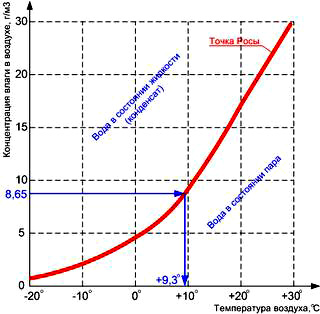 Концентрация влаги в воздухе, г/м3
30
20
15
10
8,65
5
0
Точка Росы
Вода в состоянии жидкости
(конденсат)
Вода в состоянии пара
+9,3°
-20° -10° 0° +10° +20° +30°
Температура воздуха,°C